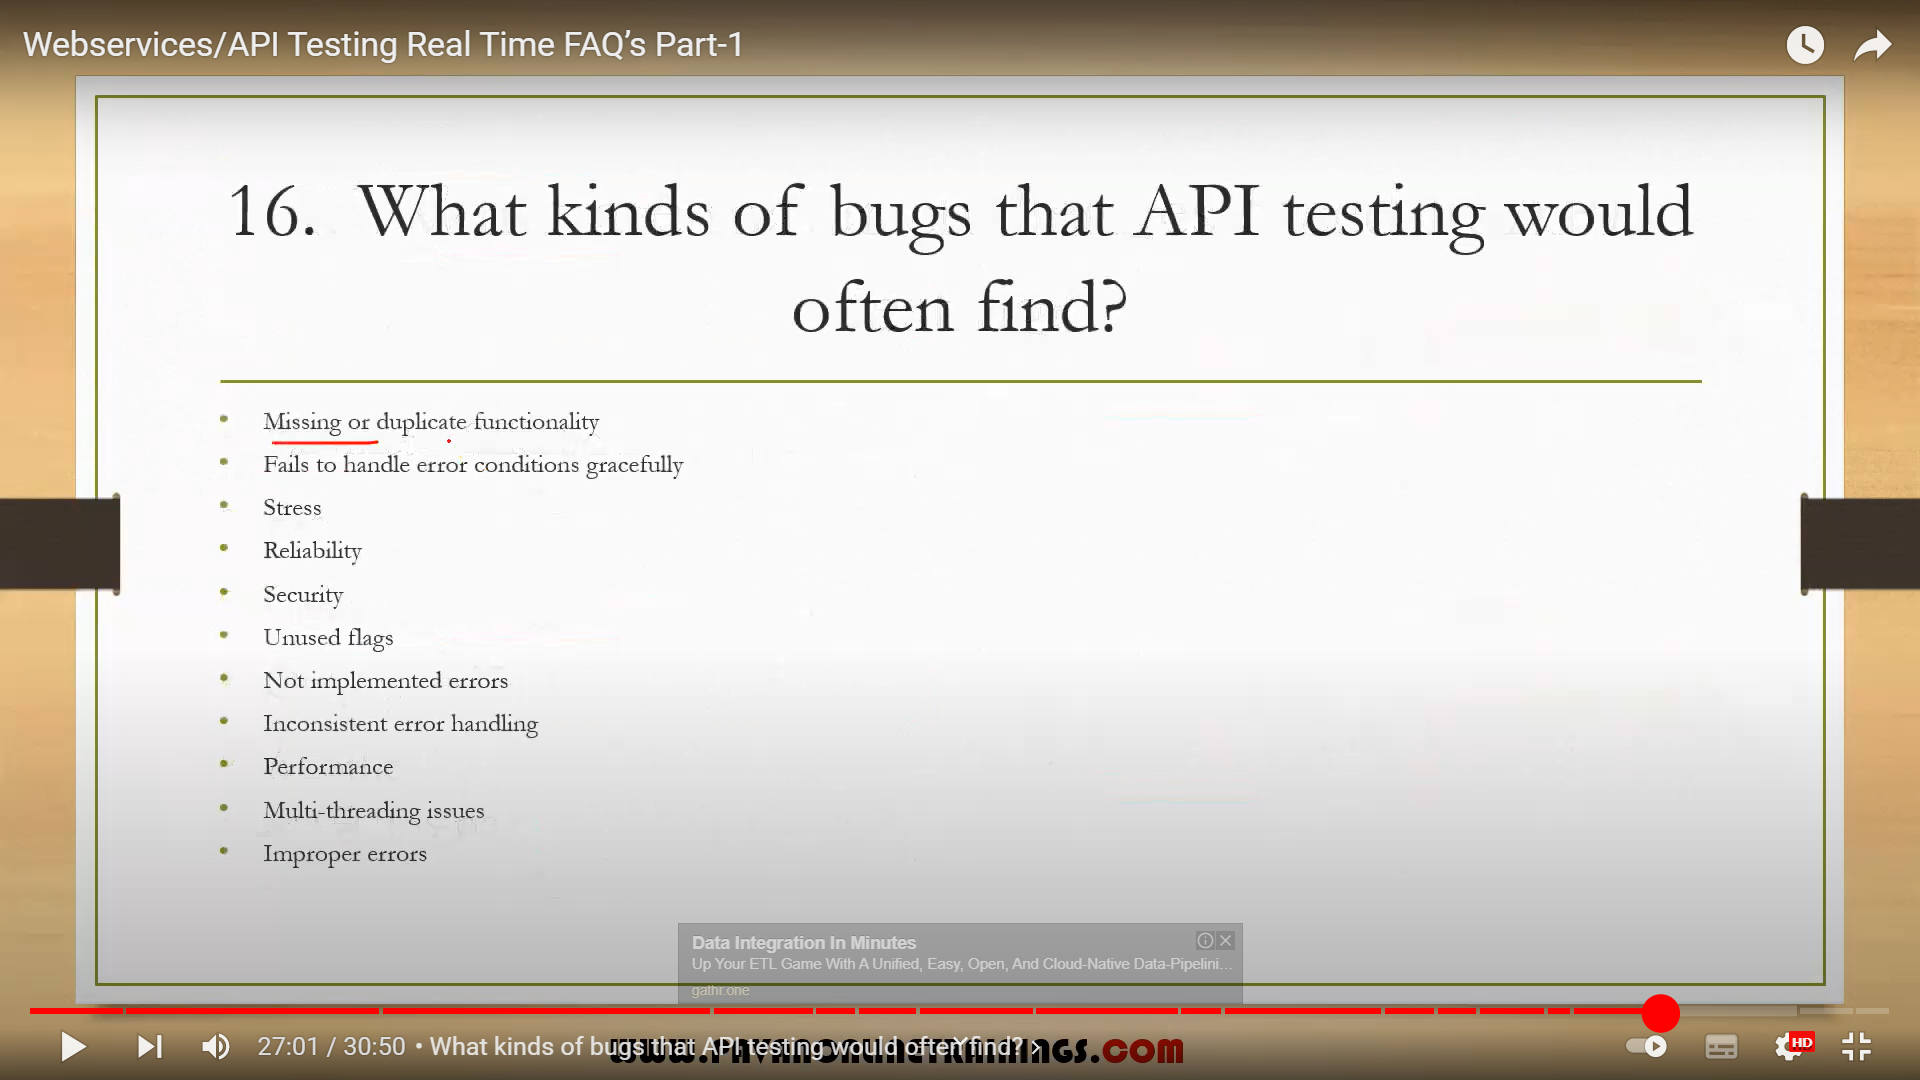 Webservices/API Testing Real Time FAQ’s Part-1
16. What kinds of bugs that API testing would
often find?
Missing or duplicate functionality
Fails to handle error conditions gracefully
Stress
Reliability
Security
Unused flags
Not implemented errors
Inconsistent error handling
Performance
Multi-threading issues
Improper errors
Data Integration In Minutes
Up Your ETL Game With A Unified, Easy, Open, And Cloud-Native Data-Pipelini...
gathr.one
27:01 / 30:50 • What kinds of bugs that API testing would often find?
HD